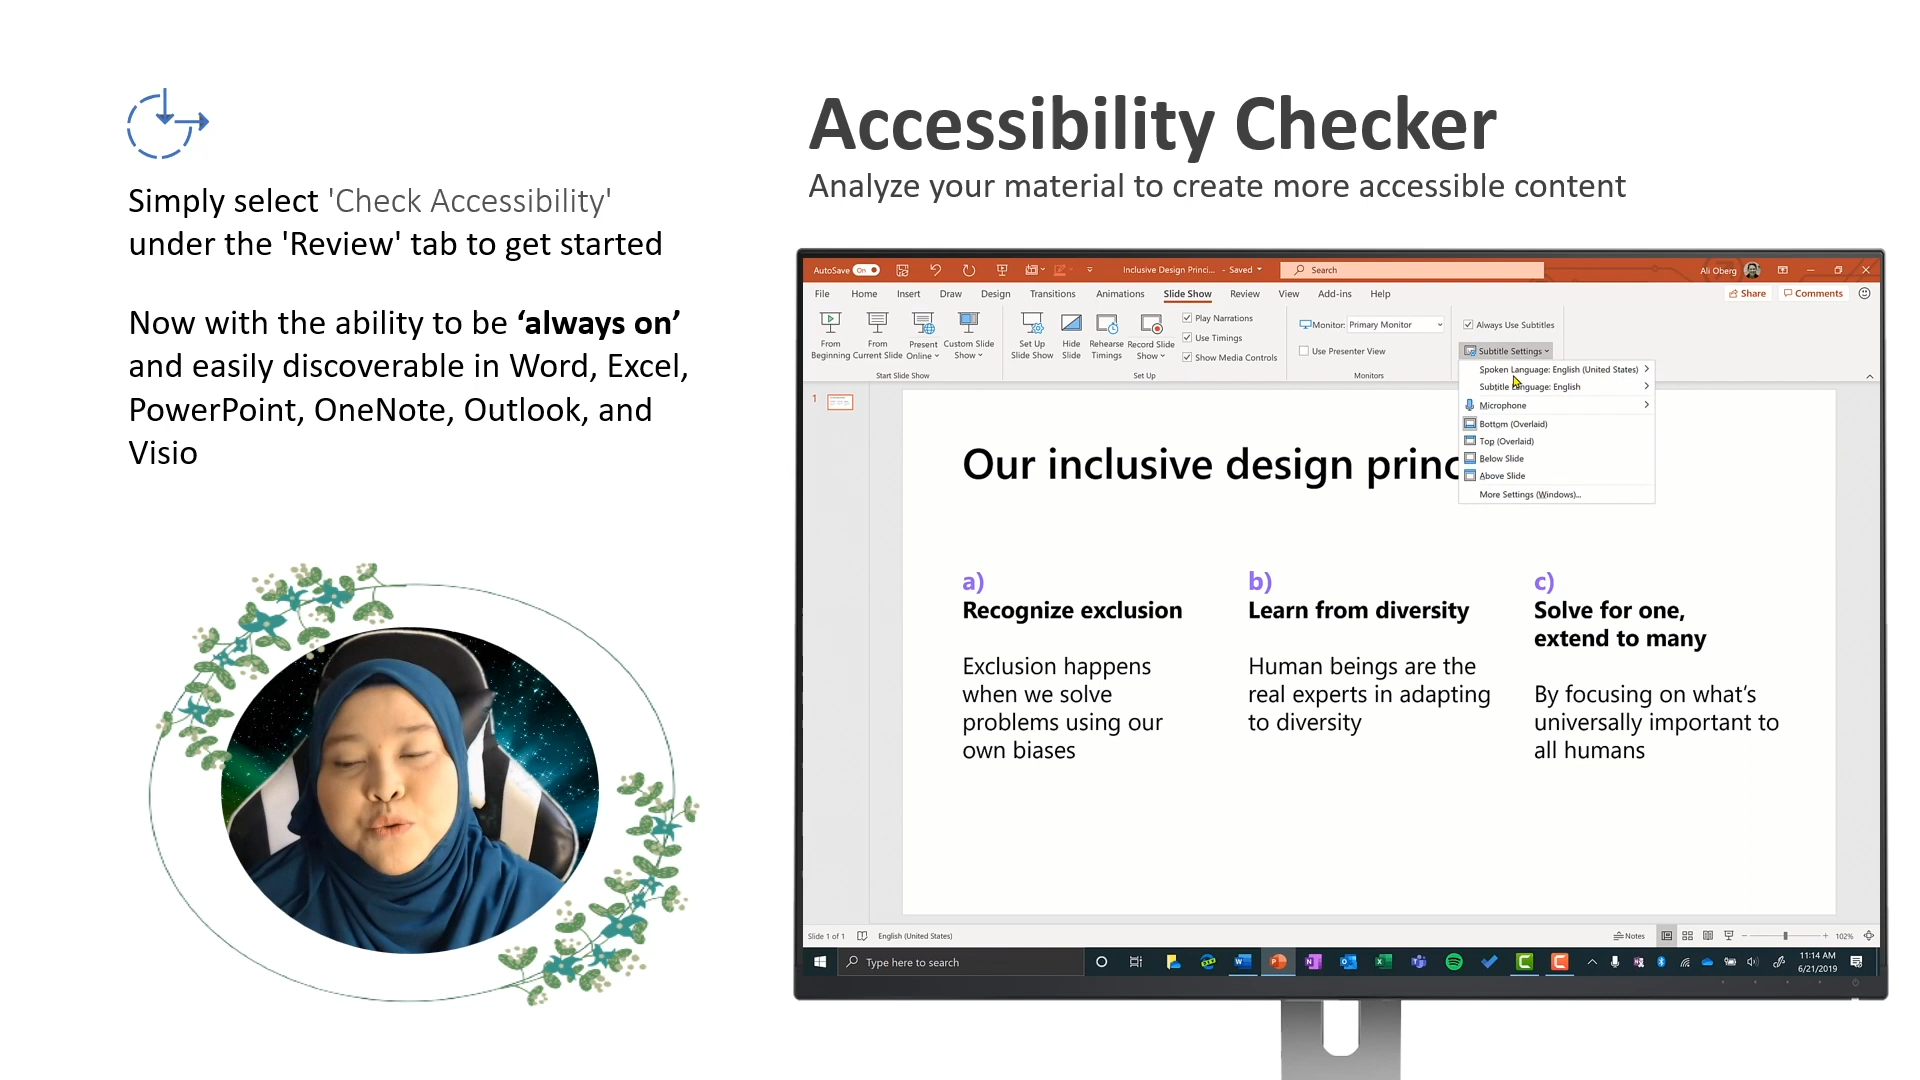 Accessibility Checker
Analyze your material to create more accessible content
Simply select 'Check Accessibility'
under the 'Review' tab to get started
Now with the ability to be ‘always on’
and easily discoverable in Word, Excel,
PowerPoint, OneNote, Outlook, and
Visio
AutoSave On
Inclusive Design Princi... - Saved
Search
Ali Oberg
File Home Insert Draw Design Transitions Animations Slide Show Review View Add-ins Help
Share Comments
From Beginning
From Current Slide
Present Online
Custom Slide Show
Start Slide Show
Set Up Slide Show
Hide Slide
Rehearse Timings
Record Slide Show
Play Narrations
Use Timings
Show Media Controls
Set Up
Monitor: Primary Monitor
Use Presenter View
Monitors
Always Use Subtitles
Subtitle Settings
Spoken Language: English (United States)
Subtitle Language: English
Microphone
Bottom (Overlaid)
Top (Overlaid)
Below Slide
Above Slide
More Settings (Windows)...
1
Our inclusive design princ
a)
Recognize exclusion
Exclusion happens
when we solve
problems using our
own biases
b)
Learn from diversity
Human beings are the
real experts in adapting
to diversity
c)
Solve for one,
extend to many
By focusing on what’s
universally important to
all humans
Slide 1 of 1 English (United States)
Notes
102%
Type here to search
11:14 AM
6/21/2019